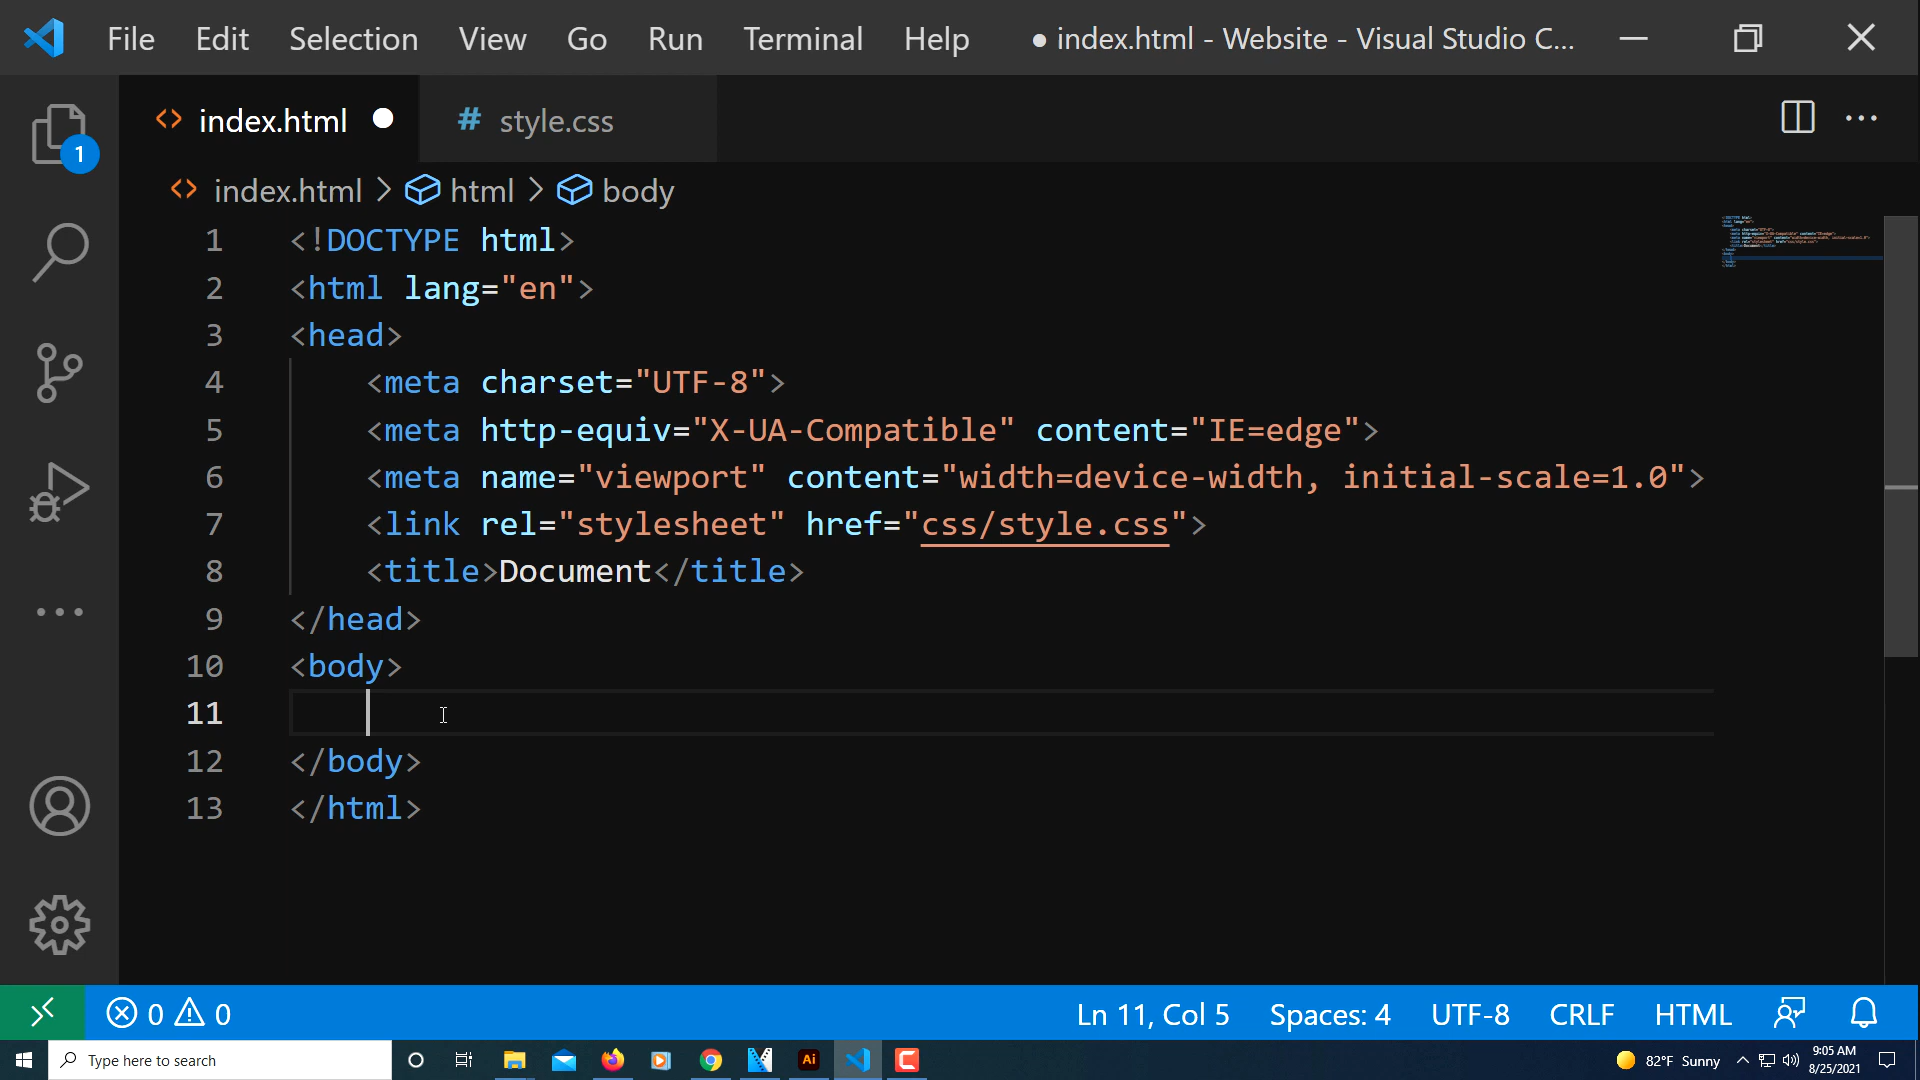 File Edit Selection View Go Run Terminal Help ● index.html - Website - Visual Studio C...
index.html ● # style.css
1
index.html > html > body
1 <!DOCTYPE html>
2 <html lang="en">
3 <head>
4     <meta charset="UTF-8">
5     <meta http-equiv="X-UA-Compatible" content="IE=edge">
6     <meta name="viewport" content="width=device-width, initial-scale=1.0">
7     <link rel="stylesheet" href="css/style.css">
8     <title>Document</title>
9 </head>
10 <body>
11
12 </body>
13 </html>
0 0 Ln 11, Col 5 Spaces: 4 UTF-8 CRLF HTML
Type here to search Ai 82°F Sunny 9:05 AM
8/25/2021